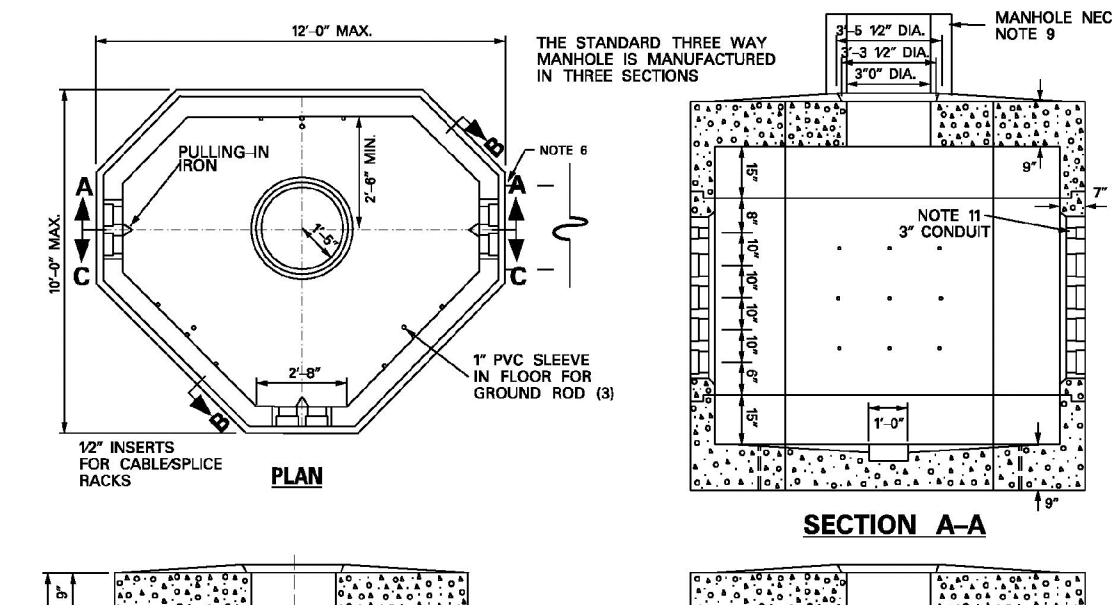 12'-0" MAX.
THE STANDARD THREE WAY
MANHOLE IS MANUFACTURED
IN THREE SECTIONS
PULLING-IN
IRON
2'-6" MIN.
B
NOTE 6
A
A
1'-5"
10'-0" MAX.
C
C
2'-8"
1" PVC SLEEVE
IN FLOOR FOR
GROUND ROD (3)
B
1/2" INSERTS
FOR CABLE/SPLICE
RACKS
PLAN
MANHOLE NEC
NOTE 9
3'-5 1/2" DIA.
3'-3 1/2" DIA.
3"0" DIA.
9"
15"
7"
NOTE 11
3" CONDUIT
8"
10"
10"
10"
10"
6"
15"
1'-0"
9"
SECTION A-A
9"